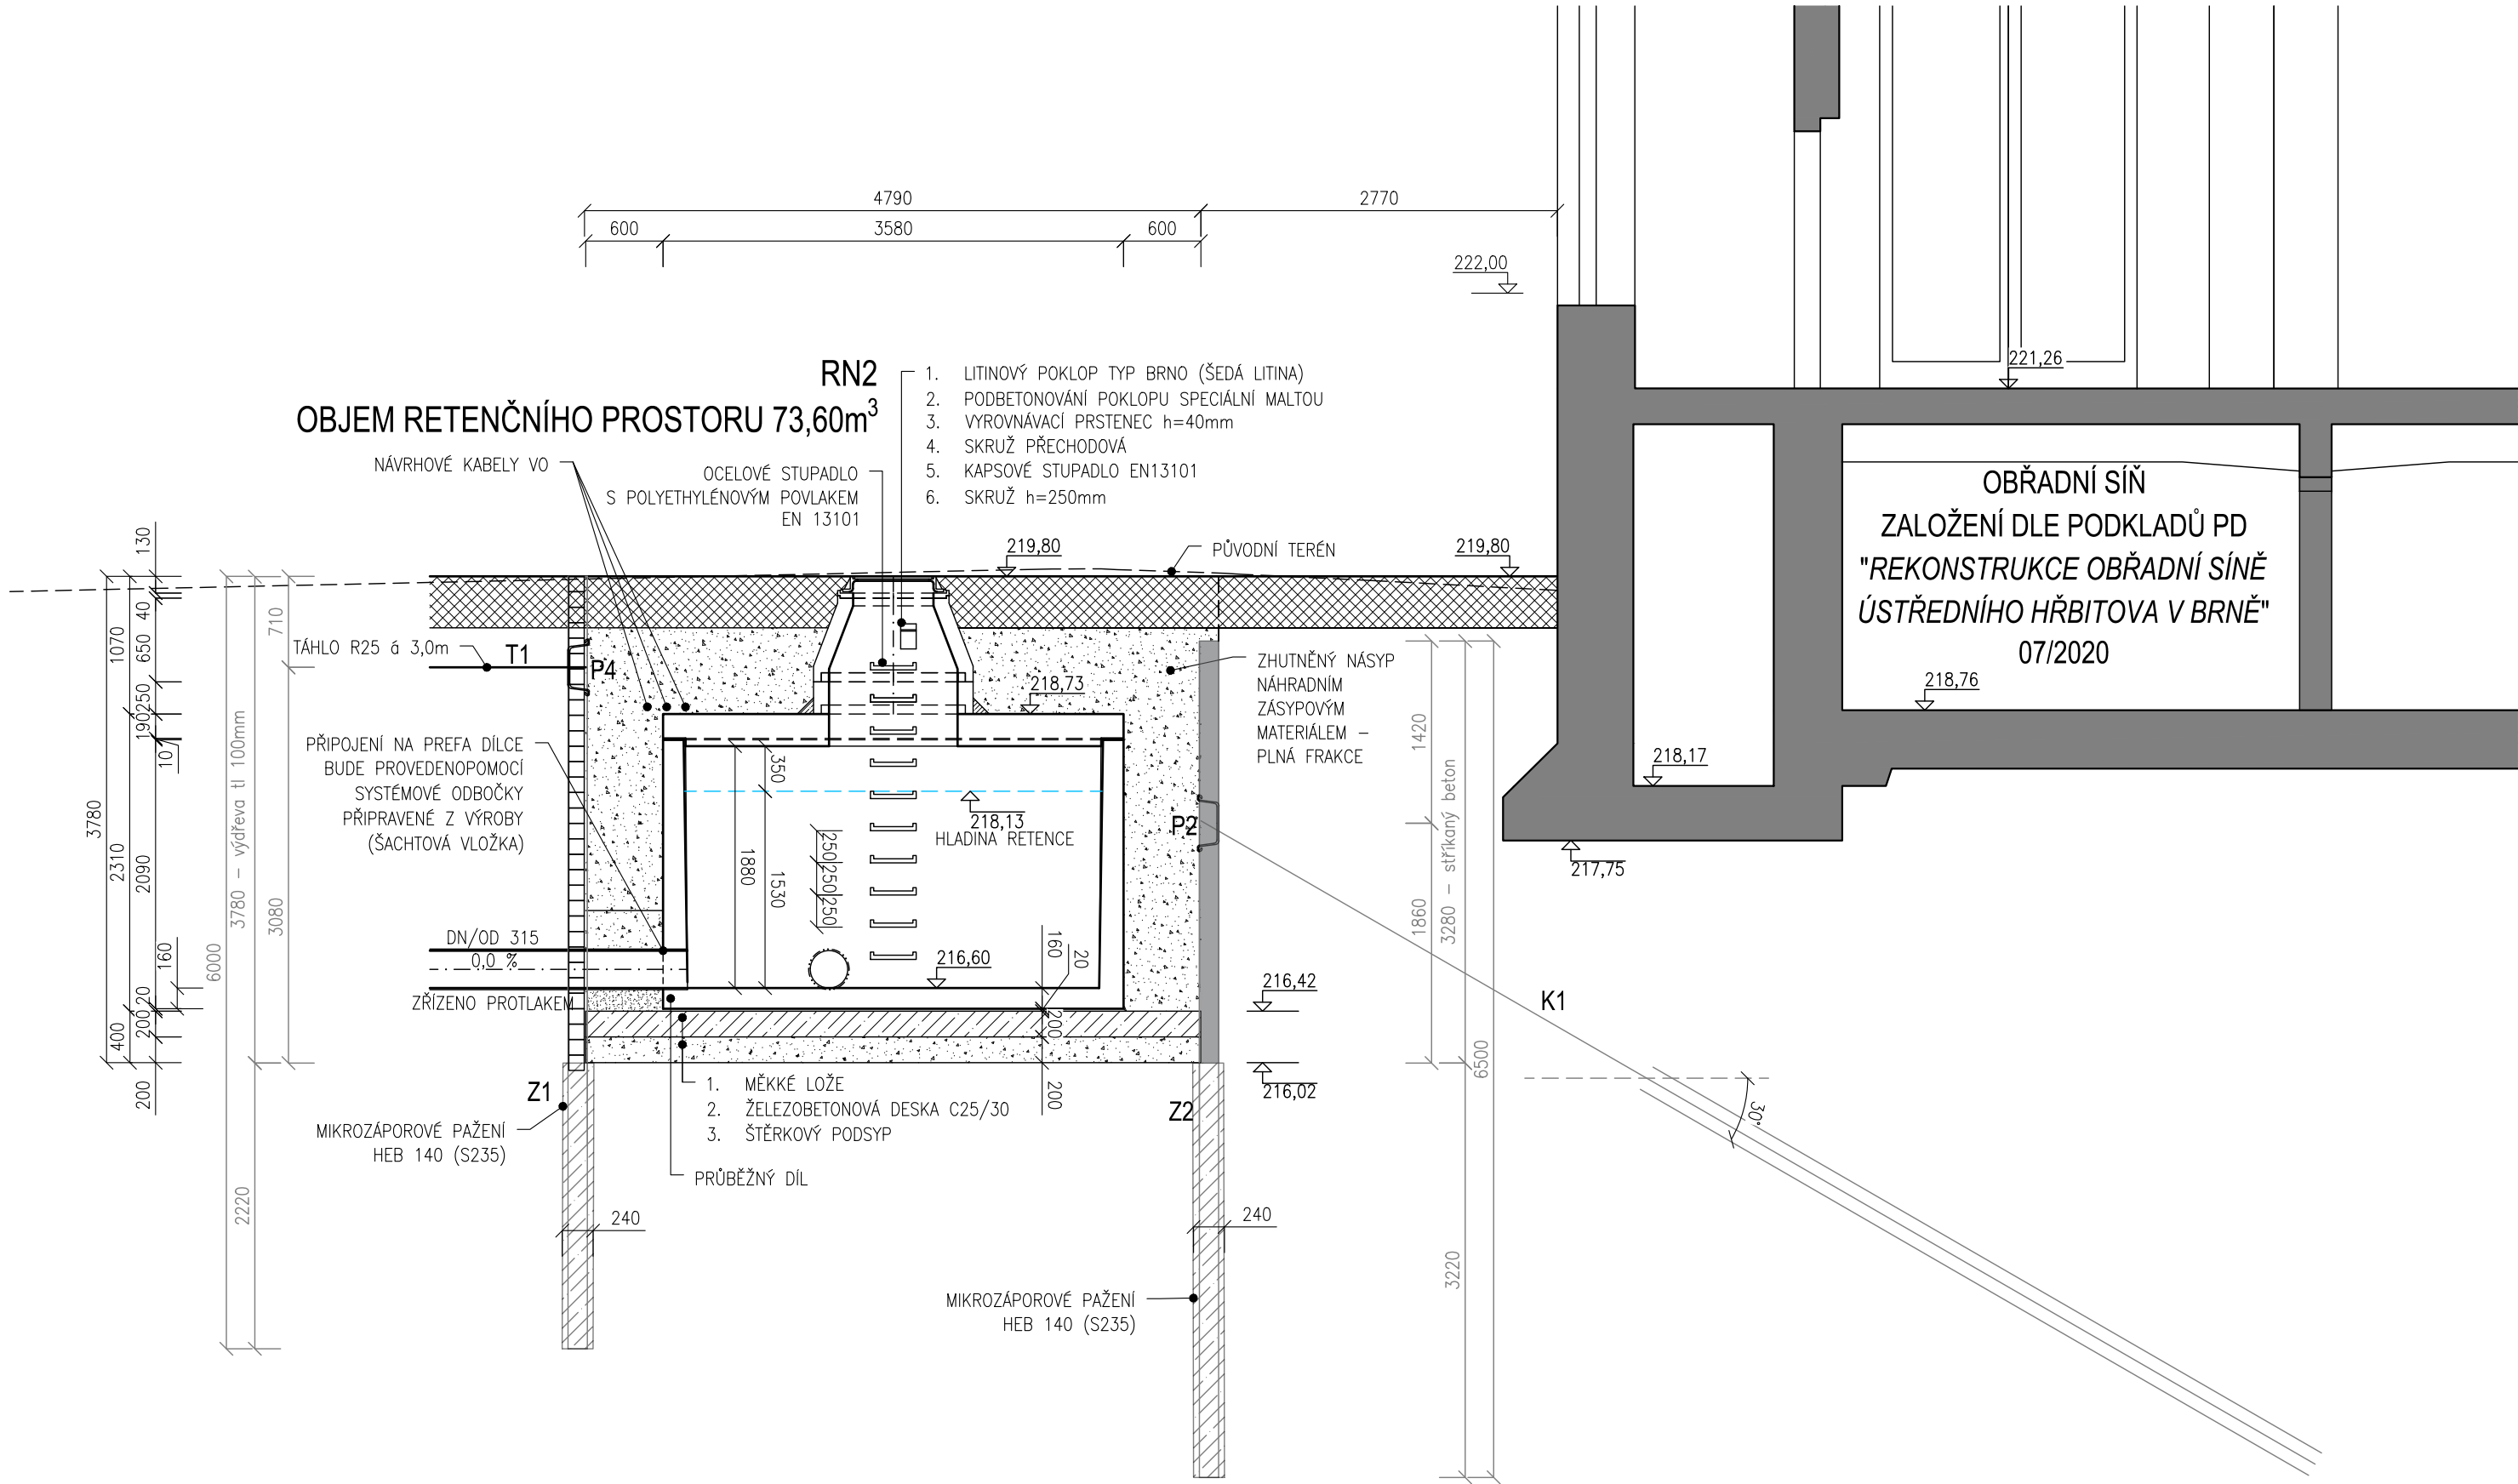 4790
2770
600
3580
600
222,00
221,26
RN2
OBJEM RETENČNÍHO PROSTORU 73,60m³
1. LITINOVÝ POKLOP TYP BRNO (ŠEDÁ LITINA)
2. PODBETONOVÁNÍ POKLOPU SPECIÁLNÍ MALTOU
3. VYROVNÁVACÍ PRSTENEC h=40mm
4. SKRUŽ PŘECHODOVÁ
5. KAPSOVÉ STUPADLO EN13101
6. SKRUŽ h=250mm
NÁVRHOVÉ KABELY VO
OCELOVÉ STUPADLO
S POLYETHYLÉNOVÝM POVLAKEM
EN 13101
OBŘADNÍ SÍŇ
ZALOŽENÍ DLE PODKLADŮ PD
"REKONSTRUKCE OBŘADNÍ SÍNĚ
ÚSTŘEDNÍHO HŘBITOVA V BRNĚ"
07/2020
219,80
PŮVODNÍ TERÉN
219,80
130
40
650
250
190
10
2090
160
20
200
200
1070
2310
400
3780
6000
3780 – výdřeva tl 100mm
2220
710
3080
TÁHLO R25 á 3,0m
T1
P4
ZHUTNĚNÝ NÁSYP
NÁHRADNÍM
ZÁSYPOVÝM
MATERIÁLEM –
PLNÁ FRAKCE
218,73
218,76
218,17
217,75
PŘIPOJENÍ NA PREFA DÍLCE
BUDE PROVEDENOPOMOCÍ
SYSTÉMOVÉ ODBOČKY
PŘIPRAVENÉ Z VÝROBY
(ŠACHTOVÁ VLOŽKA)
350
1880
1530
250
250
250
218,13
HLADINA RETENCE
P2
1420
1860
3280 – stříkaný beton
6500
3220
DN/OD 315
0,0 %
ZŘÍZENO PROTLAKEM
216,60
160
20
200
200
216,42
216,02
K1
30°
Z1
MIKROZÁPOROVÉ PAŽENÍ
HEB 140 (S235)
1. MĚKKÉ LOŽE
2. ŽELEZOBETONOVÁ DESKA C25/30
3. ŠTĚRKOVÝ PODSYP
PRŮBĚŽNÝ DÍL
Z2
240
240
MIKROZÁPOROVÉ PAŽENÍ
HEB 140 (S235)